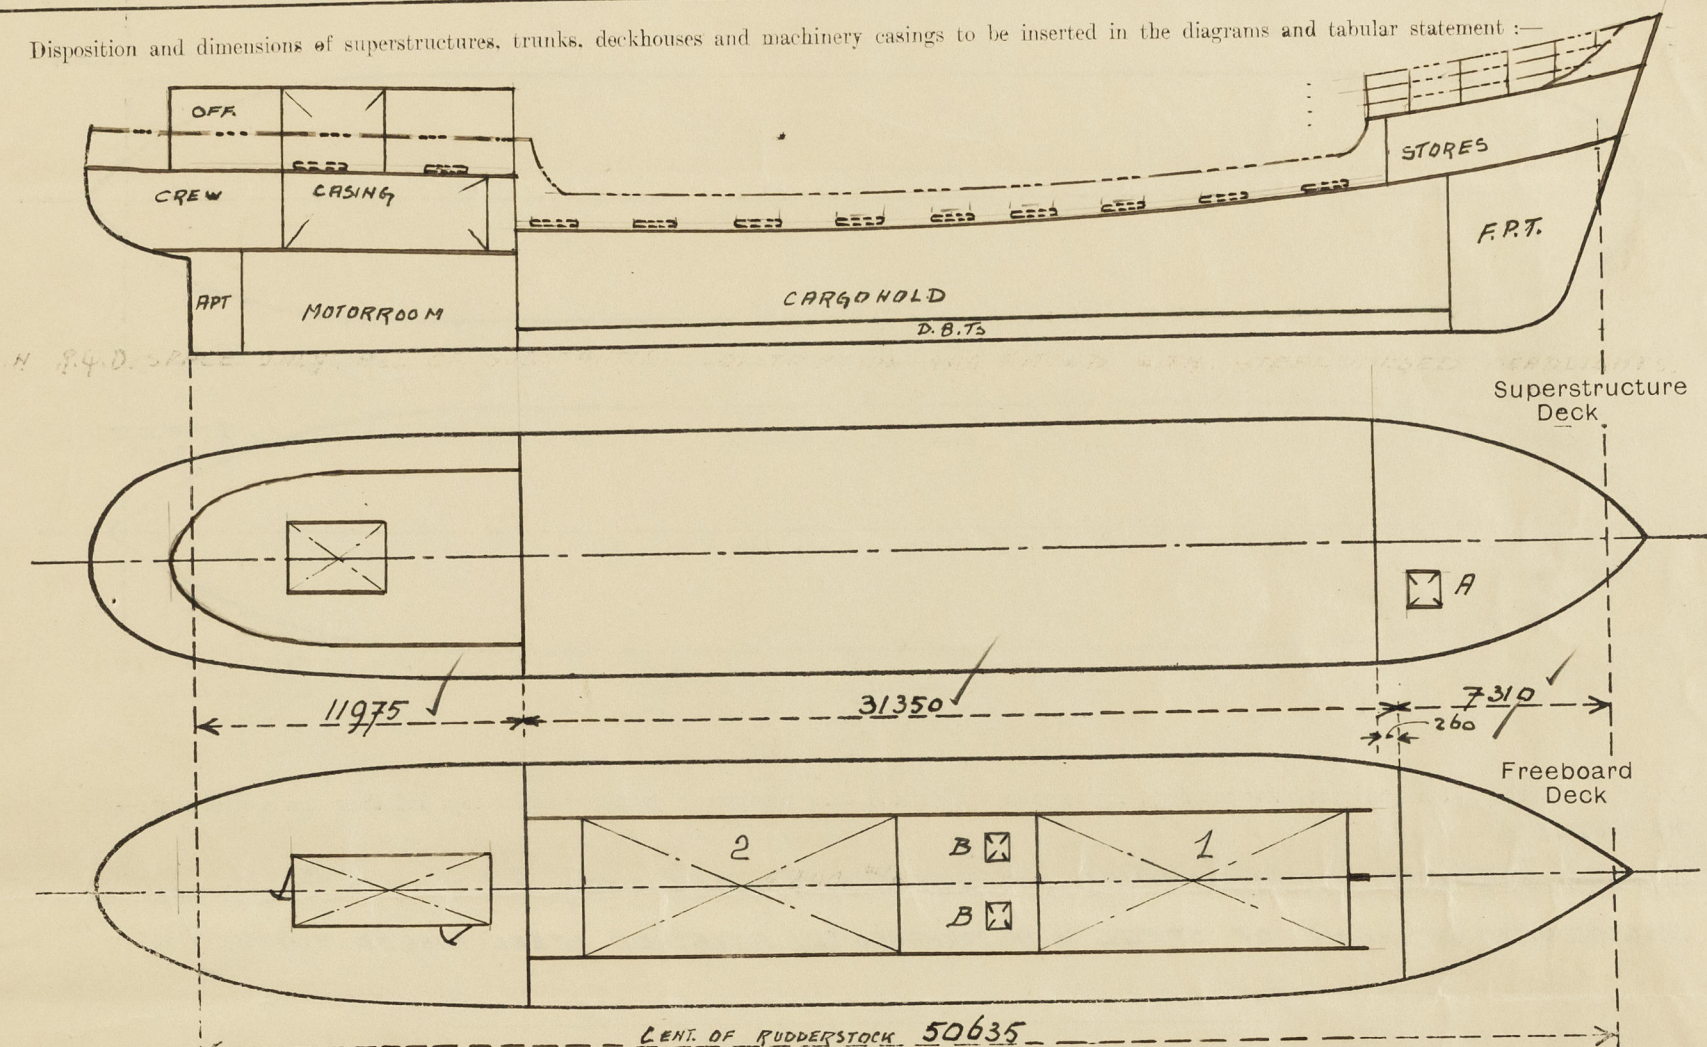 Disposition and dimensions of superstructures, trunks, deckhouses and machinery casings to be inserted in the diagrams and tabular statement :—
OFF.
STORES
CREW
CASING
F.P.T.
APT
MOTORROOM
CARGOHOLD
D.B.Ts
Superstructure
Deck
A
11975
31350
7310
260
Freeboard
Deck
2
B
1
B
CENT. OF RUDDERSTOCK 50635